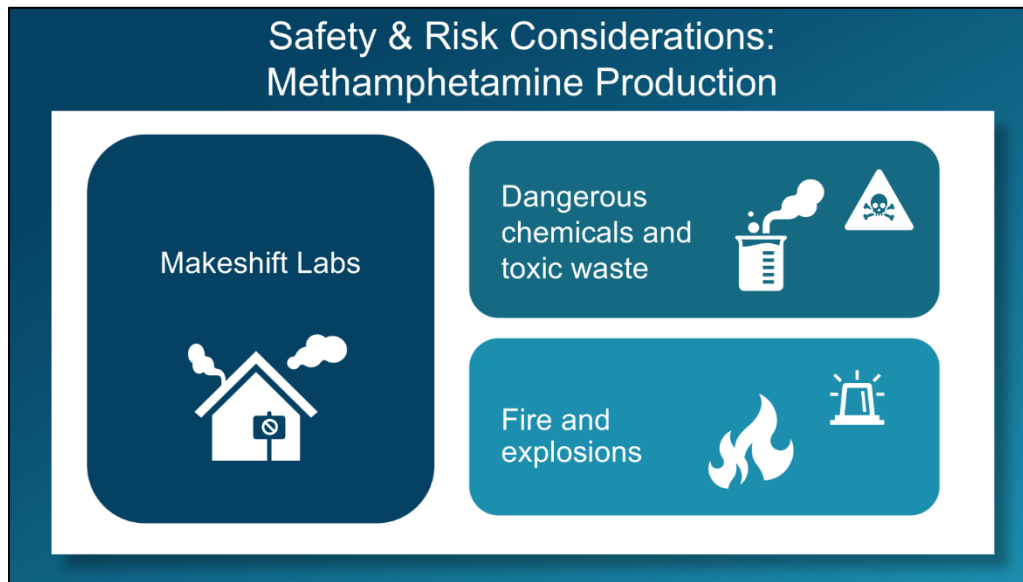 Safety & Risk Considerations:
Methamphetamine Production
Makeshift Labs
Dangerous
chemicals and
toxic waste
Fire and
explosions